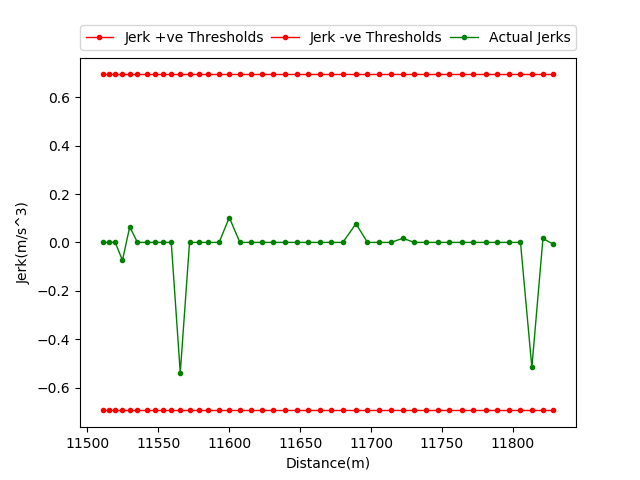 Jerk +ve Thresholds Jerk -ve Thresholds Actual Jerks
0.6
0.4
0.2
0.0
−0.2
−0.4
−0.6
Jerk(m/s^3)
11500 11550 11600 11650 11700 11750 11800
Distance(m)